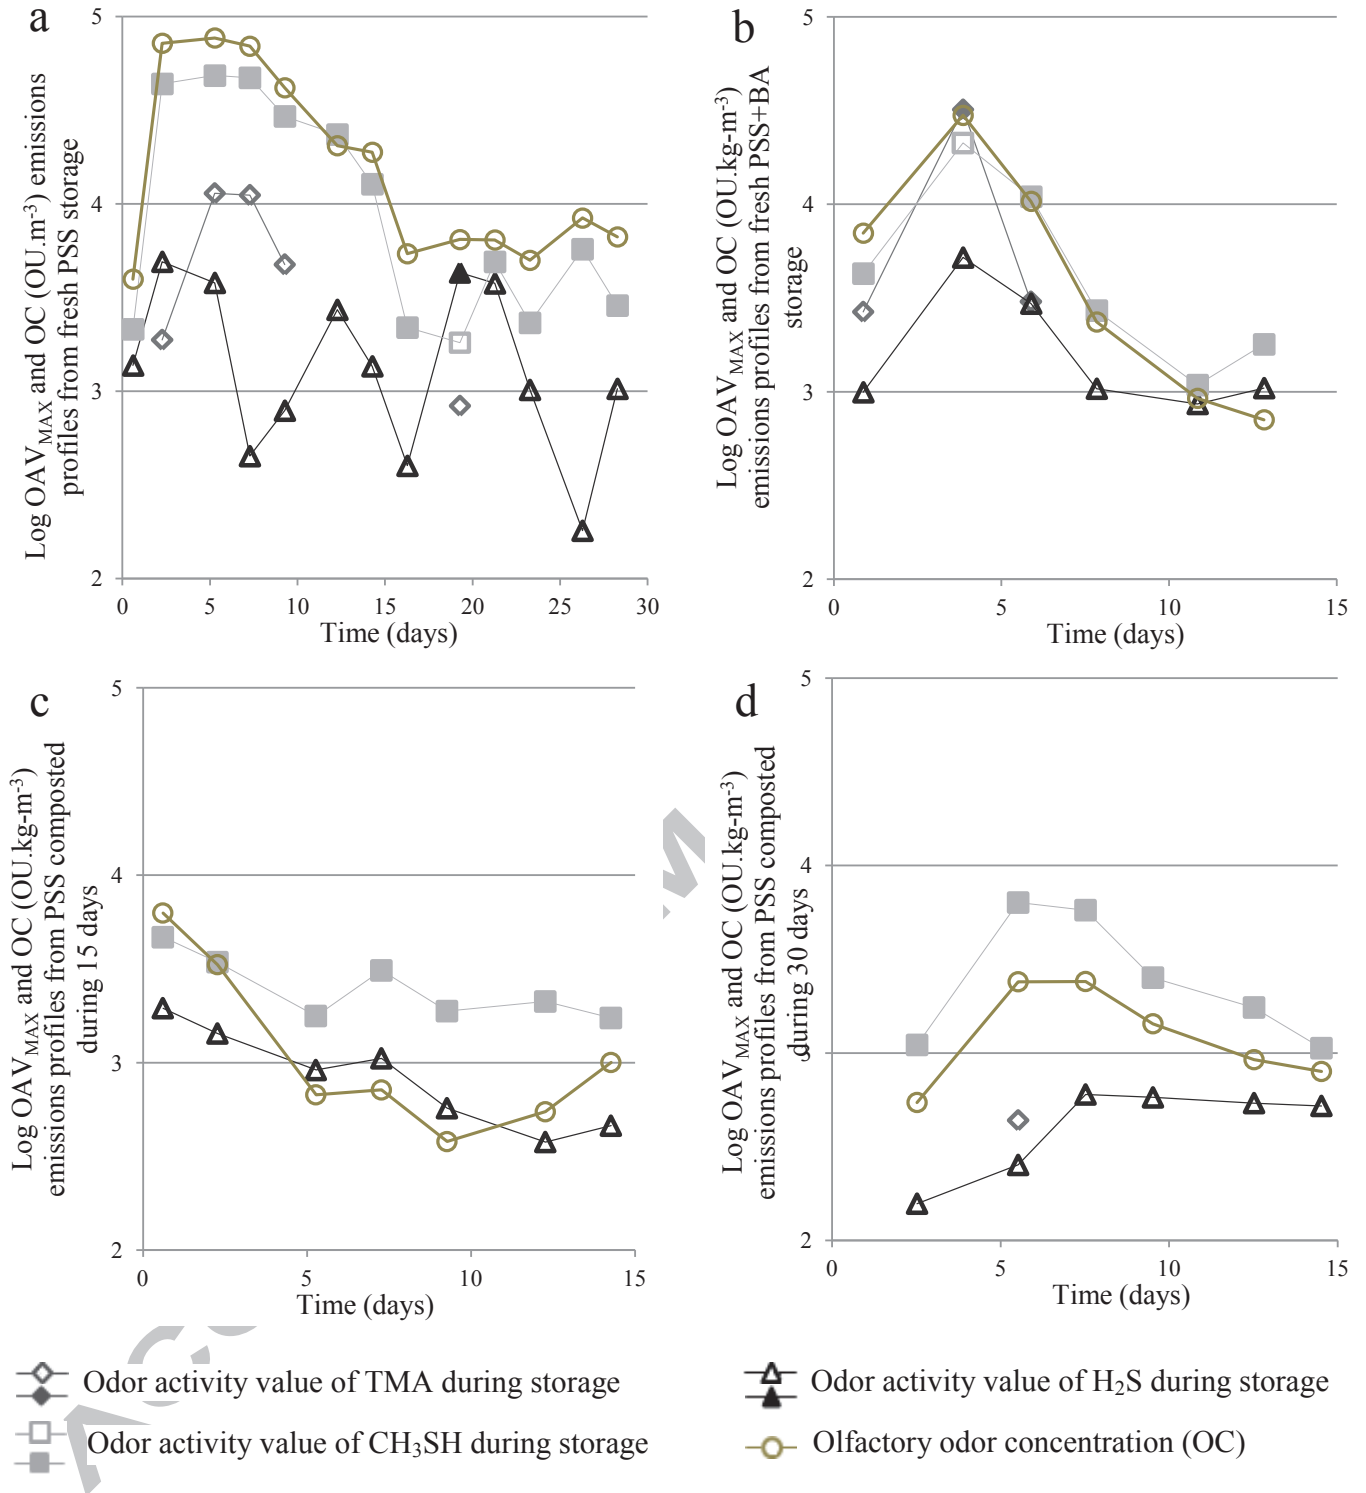 a
Log OAVMAX and OC (OU.m-3) emissions
profiles from fresh PSS storage
5
4
3
2
0 5 10 15 20 25 30
Time (days)
b
Log OAVMAX and OC (OU.kg-m-3)
emissions profiles from fresh PSS+BA
storage
5
4
3
2
0 5 10 15
Time (days)
c
Log OAVMAX and OC (OU.kg-m-3)
emissions profiles from PSS composted
during 15 days
5
4
3
2
0 5 10 15
Time (days)
d
Log OAVMAX and OC (OU.kg-m-3)
emissions profiles from PSS composted
during 30 days
5
4
3
2
0 5 10 15
Time (days)
Odor activity value of TMA during storage
Odor activity value of CH3SH during storage
Odor activity value of H2S during storage
Olfactory odor concentration (OC)